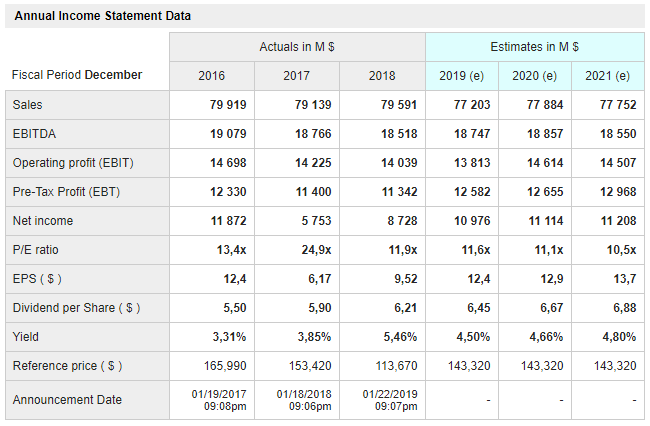 Annual Income Statement Data
Actuals in M $ Estimates in M $
Fiscal Period December 2016 2017 2018 2019 (e) 2020 (e) 2021 (e)
Sales 79 919 79 139 79 591 77 203 77 884 77 752
EBITDA 19 079 18 766 18 518 18 747 18 857 18 550
Operating profit (EBIT) 14 698 14 225 14 039 13 813 14 614 14 507
Pre-Tax Profit (EBT) 12 330 11 400 11 342 12 582 12 655 12 968
Net income 11 872 5 753 8 728 10 976 11 114 11 208
P/E ratio 13,4x 24,9x 11,9x 11,6x 11,1x 10,5x
EPS ( $ ) 12,4 6,17 9,52 12,4 12,9 13,7
Dividend per Share ( $ ) 5,50 5,90 6,21 6,45 6,67 6,88
Yield 3,31% 3,85% 5,46% 4,50% 4,66% 4,80%
Reference price ( $ ) 165,990 153,420 113,670 143,320 143,320 143,320
Announcement Date 01/19/2017 01/18/2018 01/22/2019 - - -
09:08pm 09:06pm 09:07pm